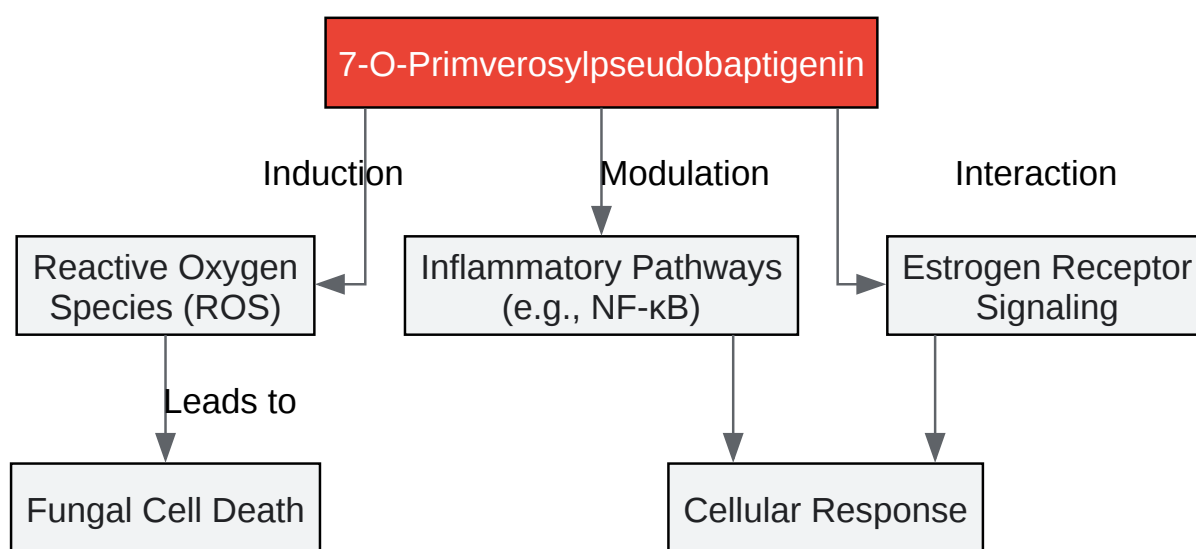 7-O-Primverosylpseudobaptigenin
Induction
Modulation
Interaction
Reactive Oxygen
Species (ROS)
Inflammatory Pathways
(e.g., NF-κB)
Estrogen Receptor
Signaling
Leads to
Fungal Cell Death
Cellular Response